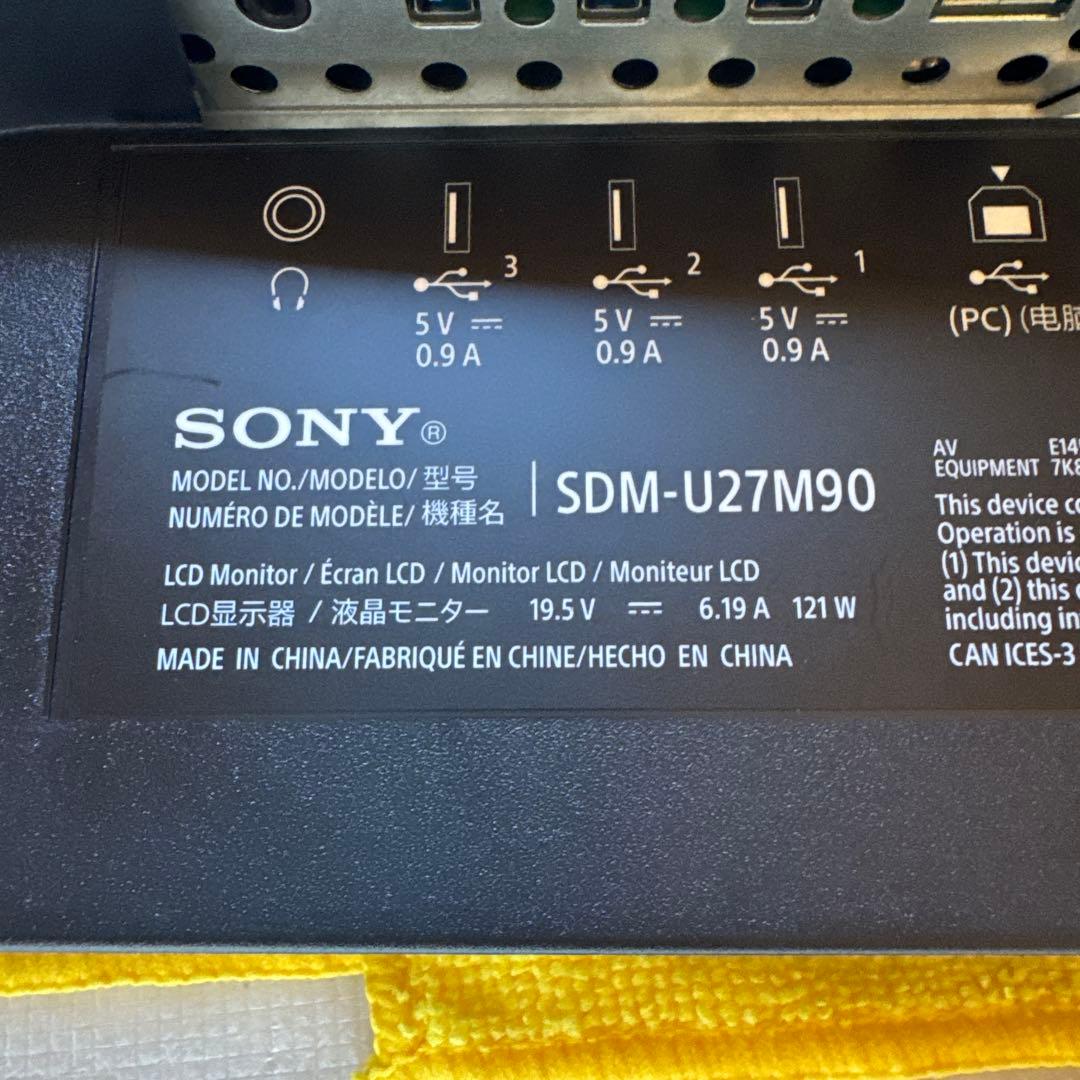 3 2 1
5 V 5 V 5 V (PC) (电脑
0.9 A 0.9 A 0.9 A
SONY®
MODEL NO./MODELO/ 型号
NUMÉRO DE MODÈLE/ 機種名
SDM-U27M90
LCD Monitor / Écran LCD / Monitor LCD / Moniteur LCD
LCD显示器 / 液晶モニター 19.5 V 6.19 A 121 W
MADE IN CHINA/FABRIQUÉ EN CHINE/HECHO EN CHINA
AV
EQUIPMENT
This device
Operation is
(1) This
and (2) this
including
CAN ICES-3